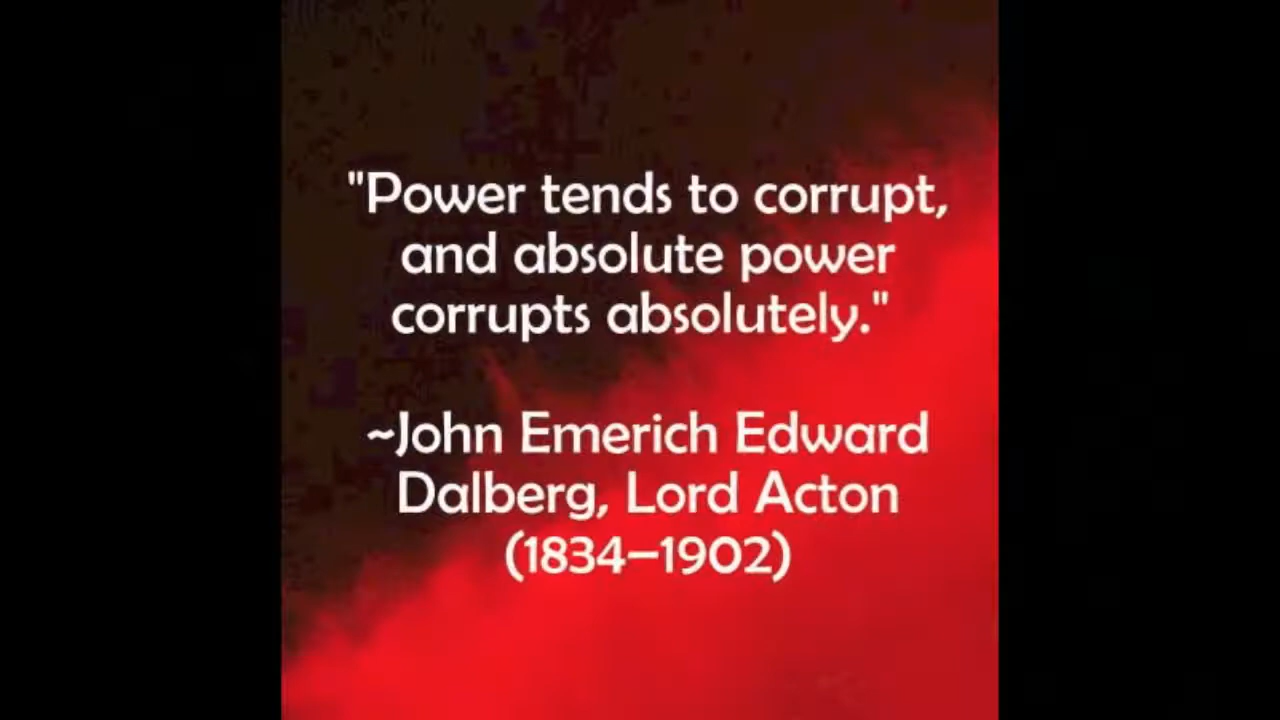 "Power tends to corrupt,
and absolute power
corrupts absolutely."
~John Emerich Edward
Dalberg, Lord Acton
(1834–1902)